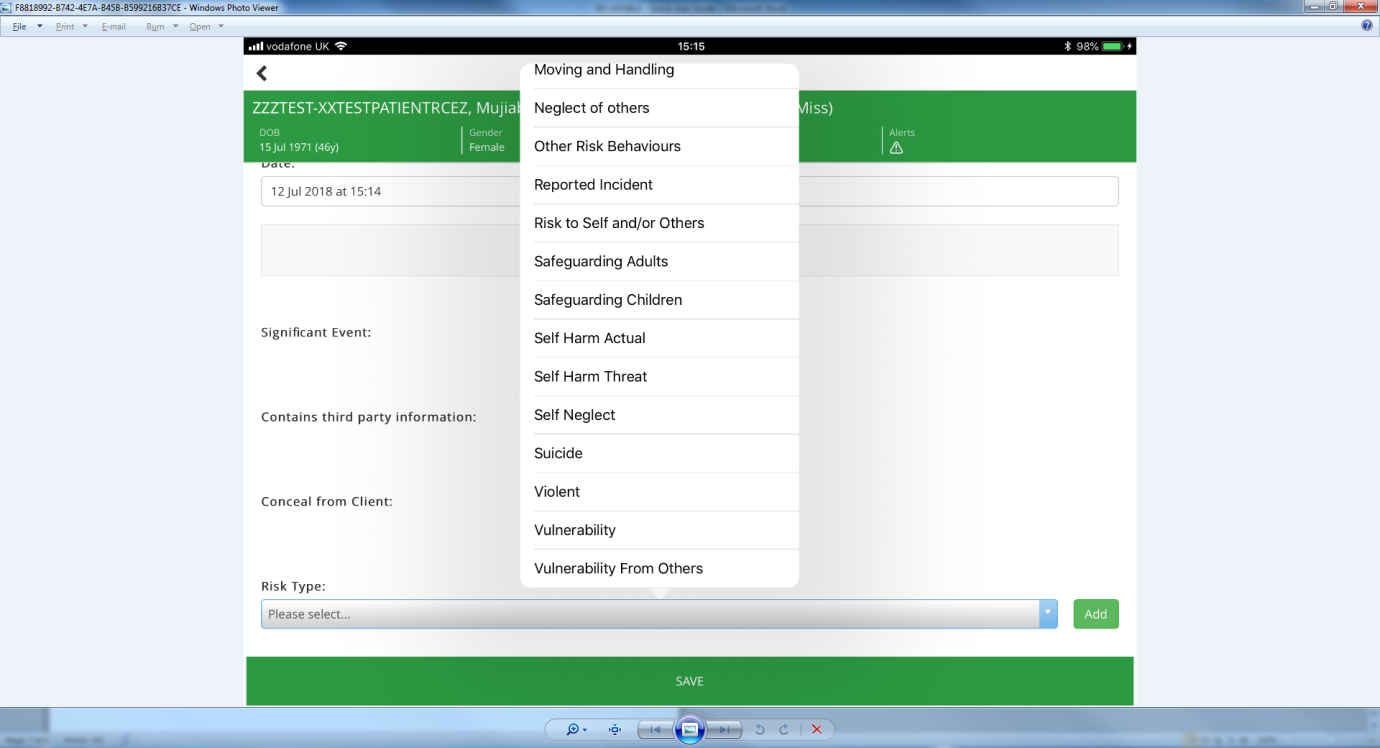 F8818992-B742-4E7A-B45B-B599216B37CE - Windows Photo Viewer
File Print E-mail Burn Open
vodafone UK 15:15 98%
Moving and Handling
ZZZTEST-XXTESTPATIENTRCEZ, Mujiab Miss)
Neglect of others
DOB Gender Alerts
15 Jul 1971 (46y) Female
Other Risk Behaviours
Date:
12 Jul 2018 at 15:14
Reported Incident
Risk to Self and/or Others
Safeguarding Adults
Safeguarding Children
Significant Event:
Self Harm Actual
Self Harm Threat
Contains third party information:
Self Neglect
Suicide
Conceal from Client:
Violent
Vulnerability
Vulnerability From Others
Risk Type:
Please select... Add
SAVE